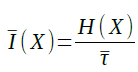 Ī(X) = H(X) / τ̄